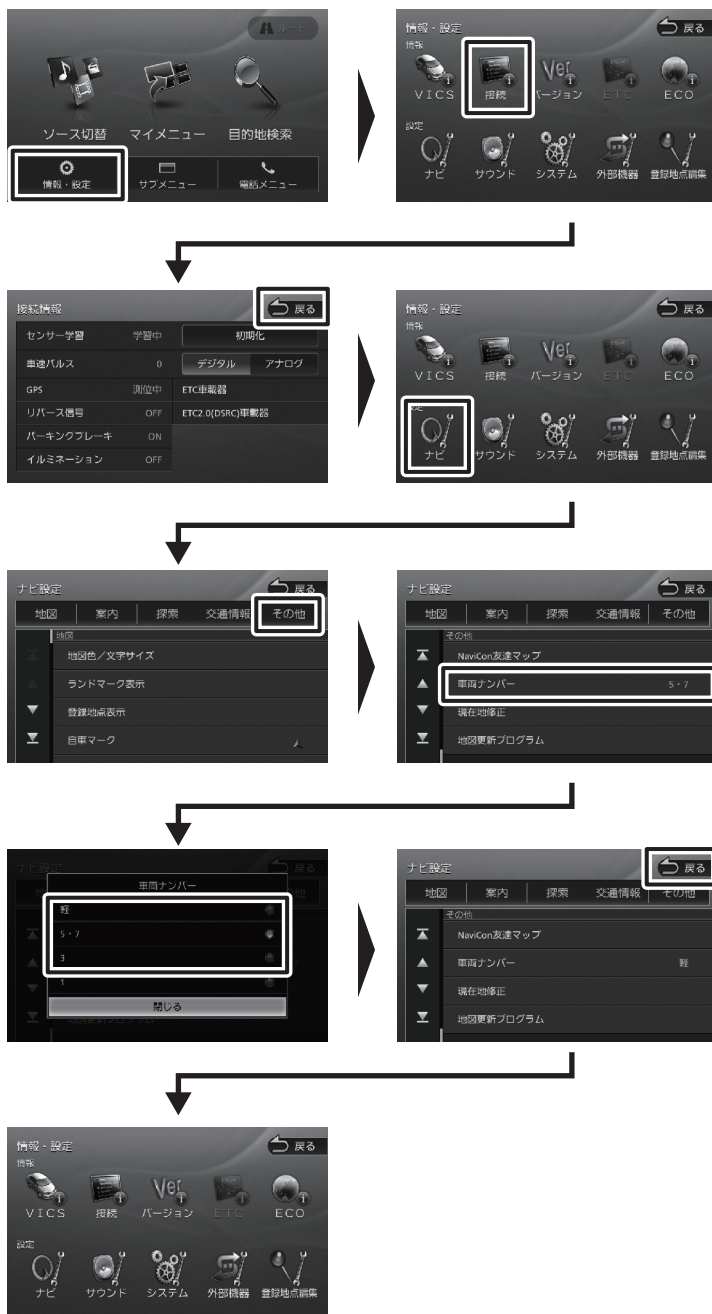 ルート
ソース切替 マイメニュー 目的地検索
情報・設定 サブメニュー 電話メニュー
情報・設定 戻る
情報
VICS 接続 バージョン ETC ECO
設定
ナビ サウンド システム 外部機器 登録地点編集
接続情報 戻る
センサー学習 学習中 初期化
車速パルス 0 デジタル アナログ
GPS 測位中 ETC車載器
リバース信号 OFF ETC2.0(DSRC)車載器
パーキングブレーキ ON
イルミネーション OFF
情報・設定 戻る
情報
Ver
VICS 接続 バージョン ETC ECO
設定
ナビ サウンド システム 外部機器 登録地点編集
ナビ設定 戻る
地図 案内 探索 交通情報 その他
地図
地図色／文字サイズ
ランドマーク表示
登録地点表示
自車マーク
ナビ設定 戻る
地図 案内 探索 交通情報 その他
その他
NaviCon友達マップ
車両ナンバー 5・7
現在地修正
地図更新プログラム
ナビ設定 戻る
車両ナンバー
軽
5・7
3
1
閉じる
地図更新プログラム
ナビ設定 戻る
地図 案内 探索 交通情報 その他
その他
NaviCon友達マップ
車両ナンバー 軽
現在地修正
地図更新プログラム
情報・設定 戻る
情報
Ver
VICS 接続 バージョン ETC ECO
設定
ナビ サウンド システム 外部機器 登録地点編集